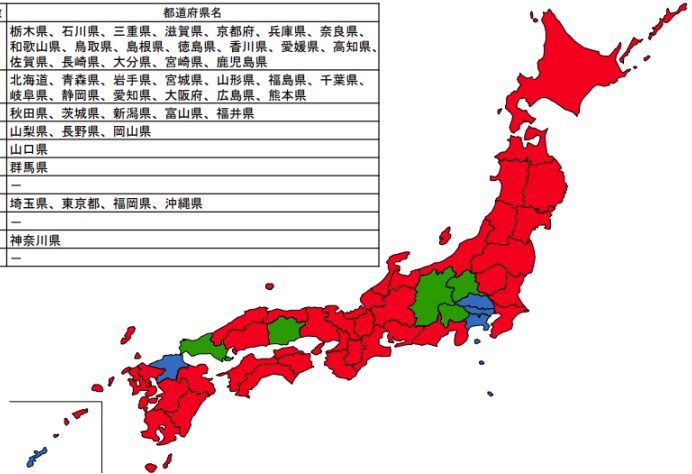 都道府県名
栃木県、石川県、三重県、滋賀県、京都府、兵庫県、奈良県、
和歌山県、鳥取県、島根県、徳島県、香川県、愛媛県、高知県、
佐賀県、長崎県、大分県、宮崎県、鹿児島県
北海道、青森県、岩手県、宮城県、山形県、福島県、千葉県、
岐阜県、静岡県、愛知県、大阪府、広島県、熊本県
秋田県、茨城県、新潟県、富山県、福井県
山梨県、長野県、岡山県
山口県
群馬県
－
埼玉県、東京都、福岡県、沖縄県
－
神奈川県
－